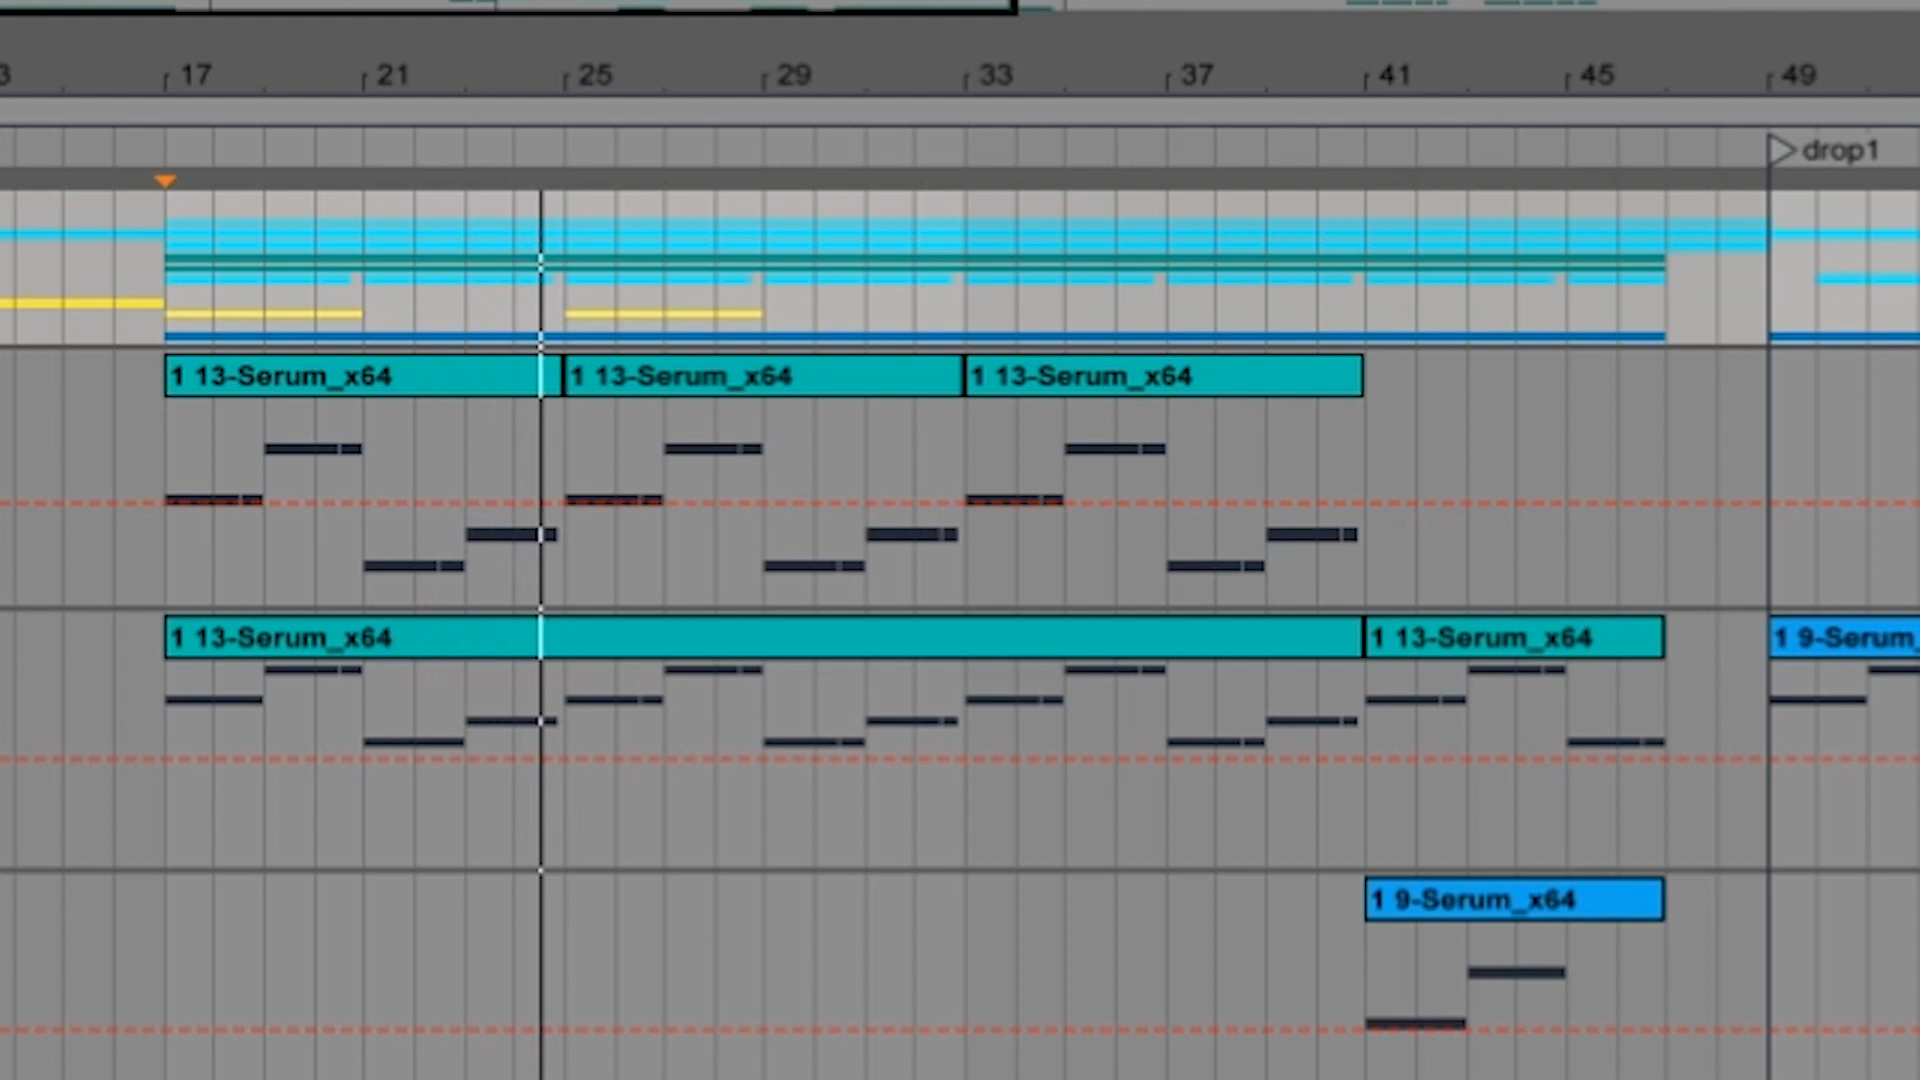 3 17 21 25 29 33 37 41 45 49
drop1
1 13-Serum_x64 1 13-Serum_x64 1 13-Serum_x64
1 13-Serum_x64 1 13-Serum_x64 1 9-Serum_
1 9-Serum_x64